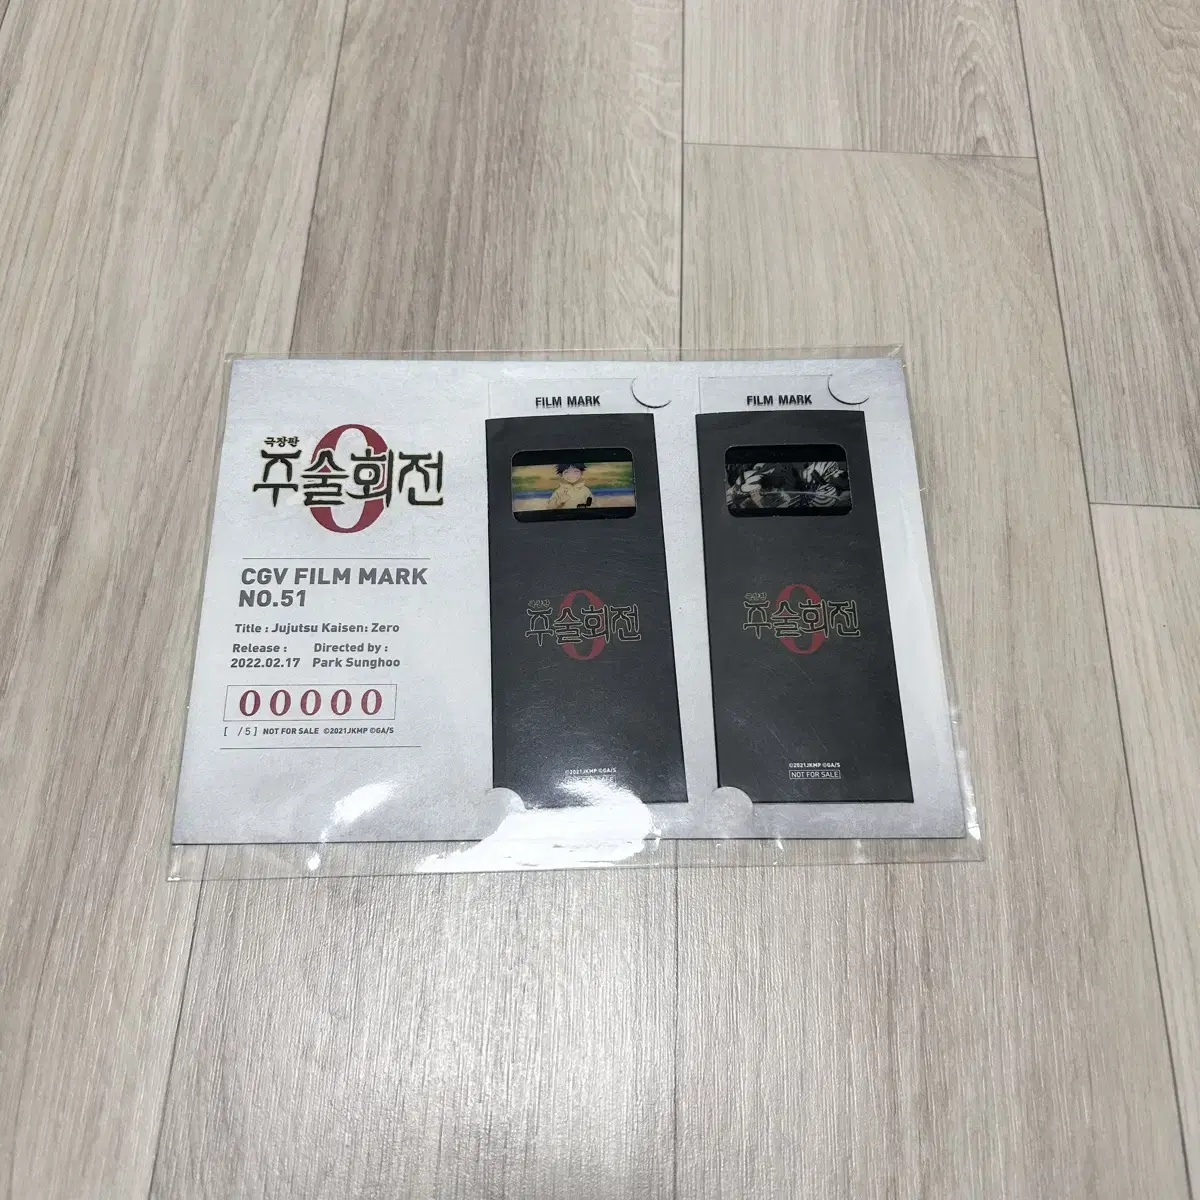 극장판
주술회전
0
CGV FILM MARK
NO.51
Title : Jujutsu Kaisen: Zero
Release : Directed by :
2022.02.17 Park Sunghoo
00000
[ /5] NOT FOR SALE ©2021JKMP ©GA/S
FILM MARK
극장판
주술회전
0
©2021JKMP ©GA/S
NOT FOR SALE
FILM MARK
극장판
주술회전
0
©2021JKMP ©GA/S
NOT FOR SALE